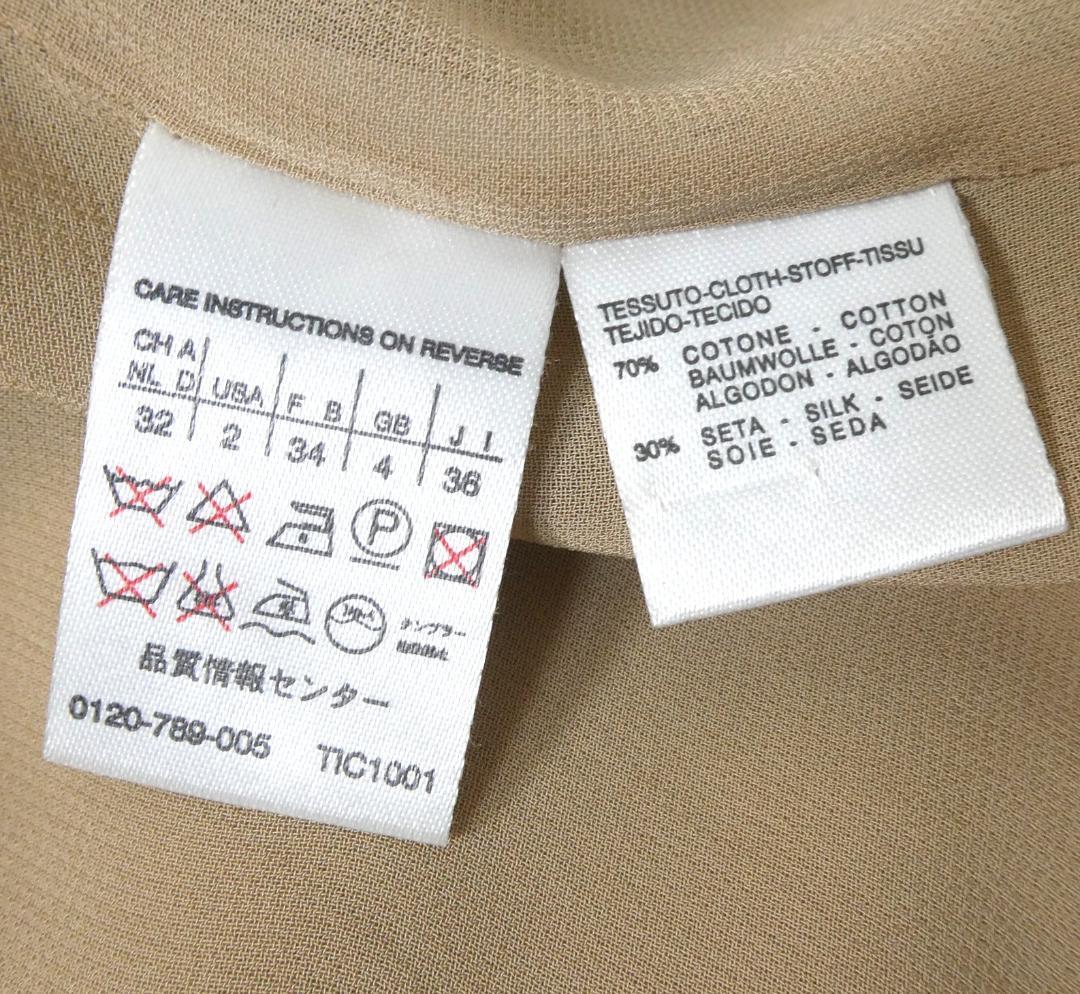 CARE INSTRUCTIONS ON REVERSE
CH A
NL D USA F B GB J I
32 2 34 4 36
P
品質情報センター
0120-789-005 TIC1001
TESSUTO-CLOTH-STOFF-TISSU
TEJIDO-TECIDO
70% COTONE - COTTON
BAUMWOLLE - COTON
ALGODON - ALGODÃO
30% SETA - SILK - SEIDE
SOIE - SEDA